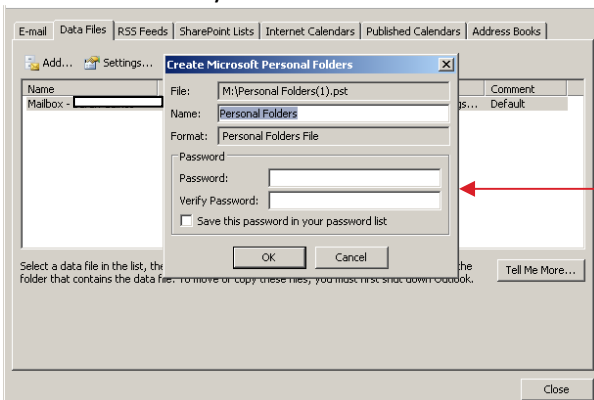 E-mail Data Files RSS Feeds SharePoint Lists Internet Calendars Published Calendars Address Books
Add... Settings...
Create Microsoft Personal Folders
File: M:\Personal Folders(1).pst
Name: Personal Folders
Format: Personal Folders File
Password
Password:
Verify Password:
Save this password in your password list
OK Cancel
Name Comment
Mailbox - gs... Default
Select a data file in the list, the
folder that contains the data file. To move or copy these files, you must first shut down Outlook.
Tell Me More...
Close